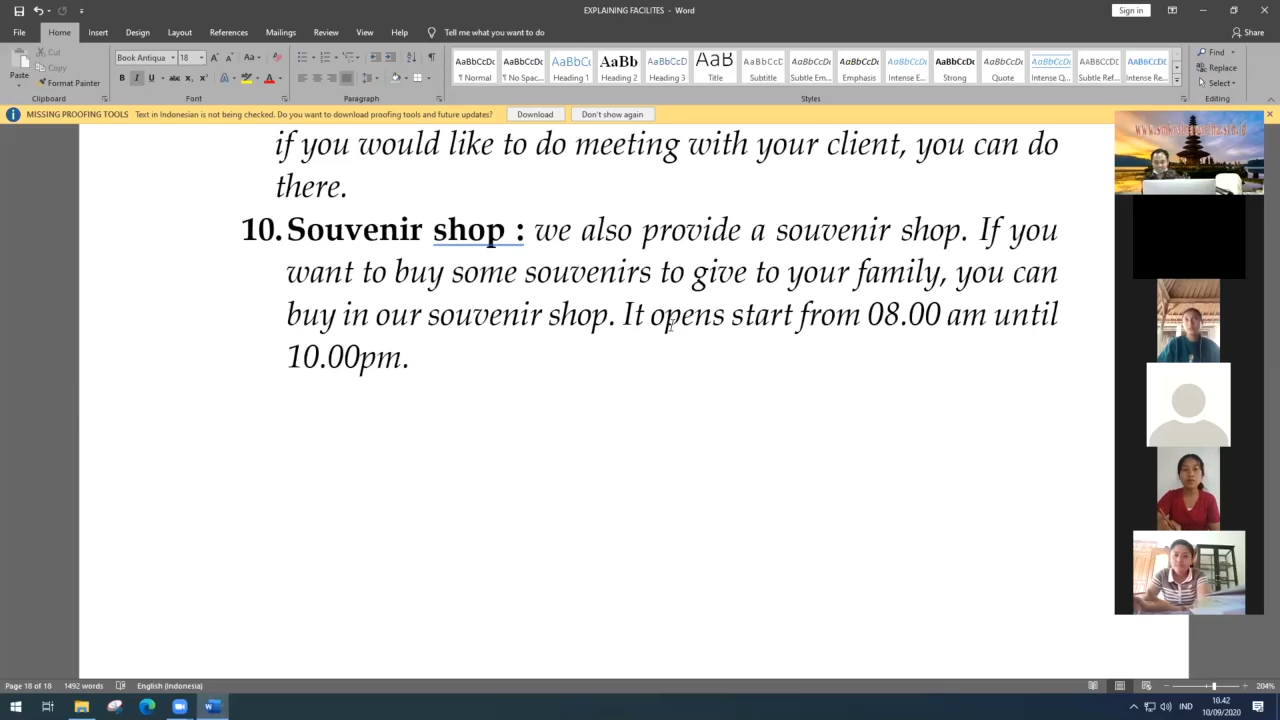 EXPLAINING FACILITES - Word
Sign in
File Home Insert Design Layout References Mailings Review View Help Tell me what you want to do
Share
Paste
Cut
Copy
Format Painter
Clipboard
Book Antiqua 18
Font
Paragraph
AaBbCcDc AaBbCcDc AaBbCc AaBb AaBbCcD AaB AaBbCcD AaBbCcDc AaBbCcDc AaBbCcDc AaBbCcDc AaBbCcDc AaBbCcDc AaBbCcDc AaBbCcDc
¶ Normal ¶ No Spac... Heading 1 Heading 2 Heading 3 Title Subtitle Subtle Em... Emphasis Intense E... Strong Quote Intense Q... Subtle Ref... Intense Re...
Styles
Find
Replace
Select
Editing
MISSING PROOFING TOOLS Text in Indonesian is not being checked. Do you want to download proofing tools and future updates? Download Don't show again
if you would like to do meeting with your client, you can do
there.
10. Souvenir shop : we also provide a souvenir shop. If you
want to buy some souvenirs to give to your family, you can
buy in our souvenir shop. It opens start from 08.00 am until
10.00pm.
Page 18 of 18 1492 words English (Indonesia) 204%
IND
10.42
10/09/2020